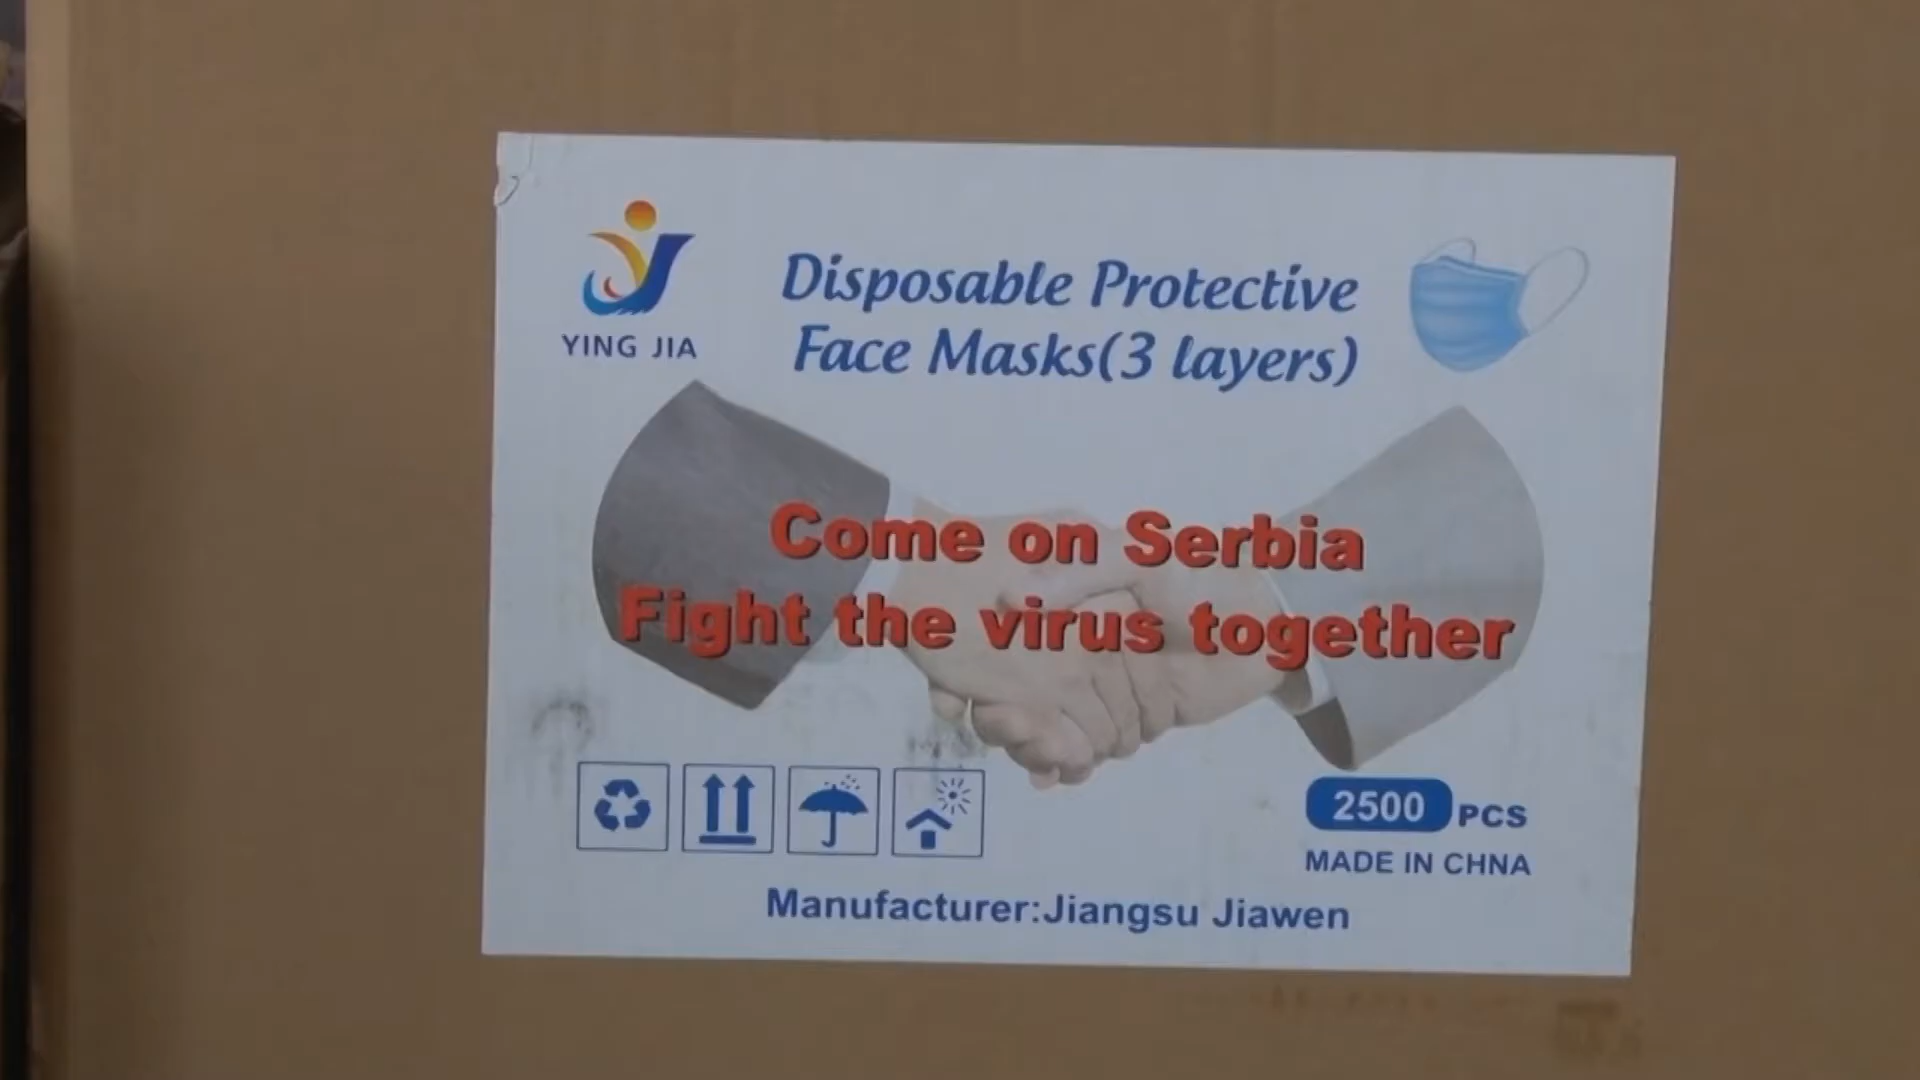 YING JIA
Disposable Protective
Face Masks(3 layers)
Come on Serbia
Fight the virus together
2500 PCS
MADE IN CHNA
Manufacturer:Jiangsu Jiawen